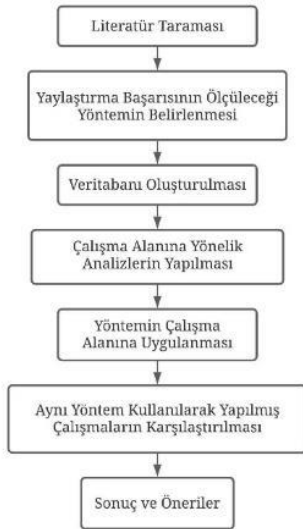 Literatür Taraması
Yaylaştırma Başarısının Ölçüleceği
Yöntemin Belirlenmesi
Veritabanı Oluşturulması
Çalışma Alanına Yönelik
Analizlerin Yapılması
Yöntemin Çalışma
Alanına Uygulanması
Aynı Yöntem Kullanılarak Yapılmış
Çalışmaların Karşılaştırılması
Sonuç ve Öneriler